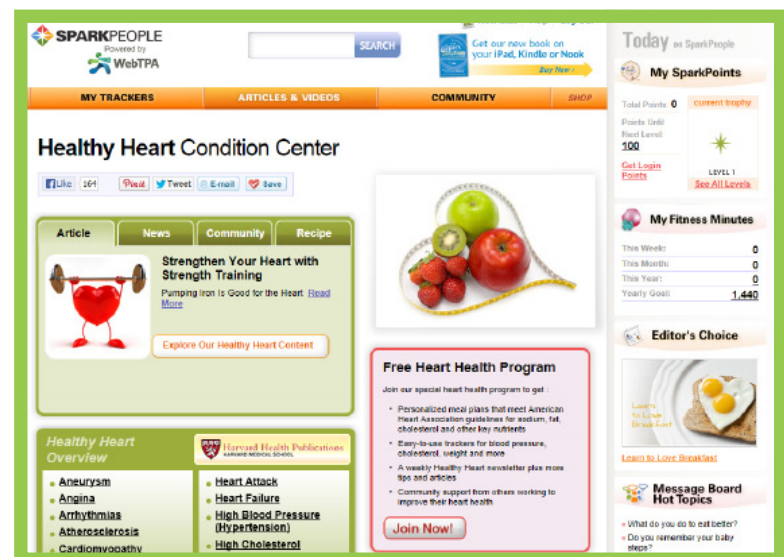 SPARKPEOPLE
Powered by
WebTPA
SEARCH
Get our new book on
your iPad, Kindle
or Nook
Buy Now ›
MY TRACKERS
ARTICLES & VIDEOS
COMMUNITY
SHOP
Healthy Heart Condition Center
Like 164
Pin it
Tweet
E-mail
Save
Article
News
Community
Recipe
Strengthen Your Heart with
Strength Training
Pumping Iron Is Good for the Heart Read
More
Explore Our Healthy Heart Content
Healthy Heart
Overview
Harvard Health Publications
HARVARD MEDICAL SCHOOL
• Aneurysm
• Angina
• Arrhythmias
• Atherosclerosis
• Cardiomyopathy
• Heart Attack
• Heart Failure
• High Blood Pressure
(Hypertension)
• High Cholesterol
Free Heart Health Program
Join our special heart health program to get :
• Personalized meal plans that meet American
Heart Association guidelines for sodium, fat,
cholesterol and other key nutrients
• Easy-to-use trackers for blood pressure,
cholesterol, weight and more
• A weekly Healthy Heart newsletter plus more
tips and articles
• Community support from others working to
improve their heart health
Join Now!
Today on SparkPeople
My SparkPoints
Total Points: 0
Points Until
Next Level:
100
Get Login
Points
current trophy
LEVEL 1
See All Levels
My Fitness Minutes
This Week: 0
This Month: 0
This Year: 0
Yearly Goal: 1,440
Editor's Choice
Learn
to Love
Breakfast
Learn to Love Breakfast
Message Board
Hot Topics
» What do you do to eat better?
» Do you remember your baby
steps?